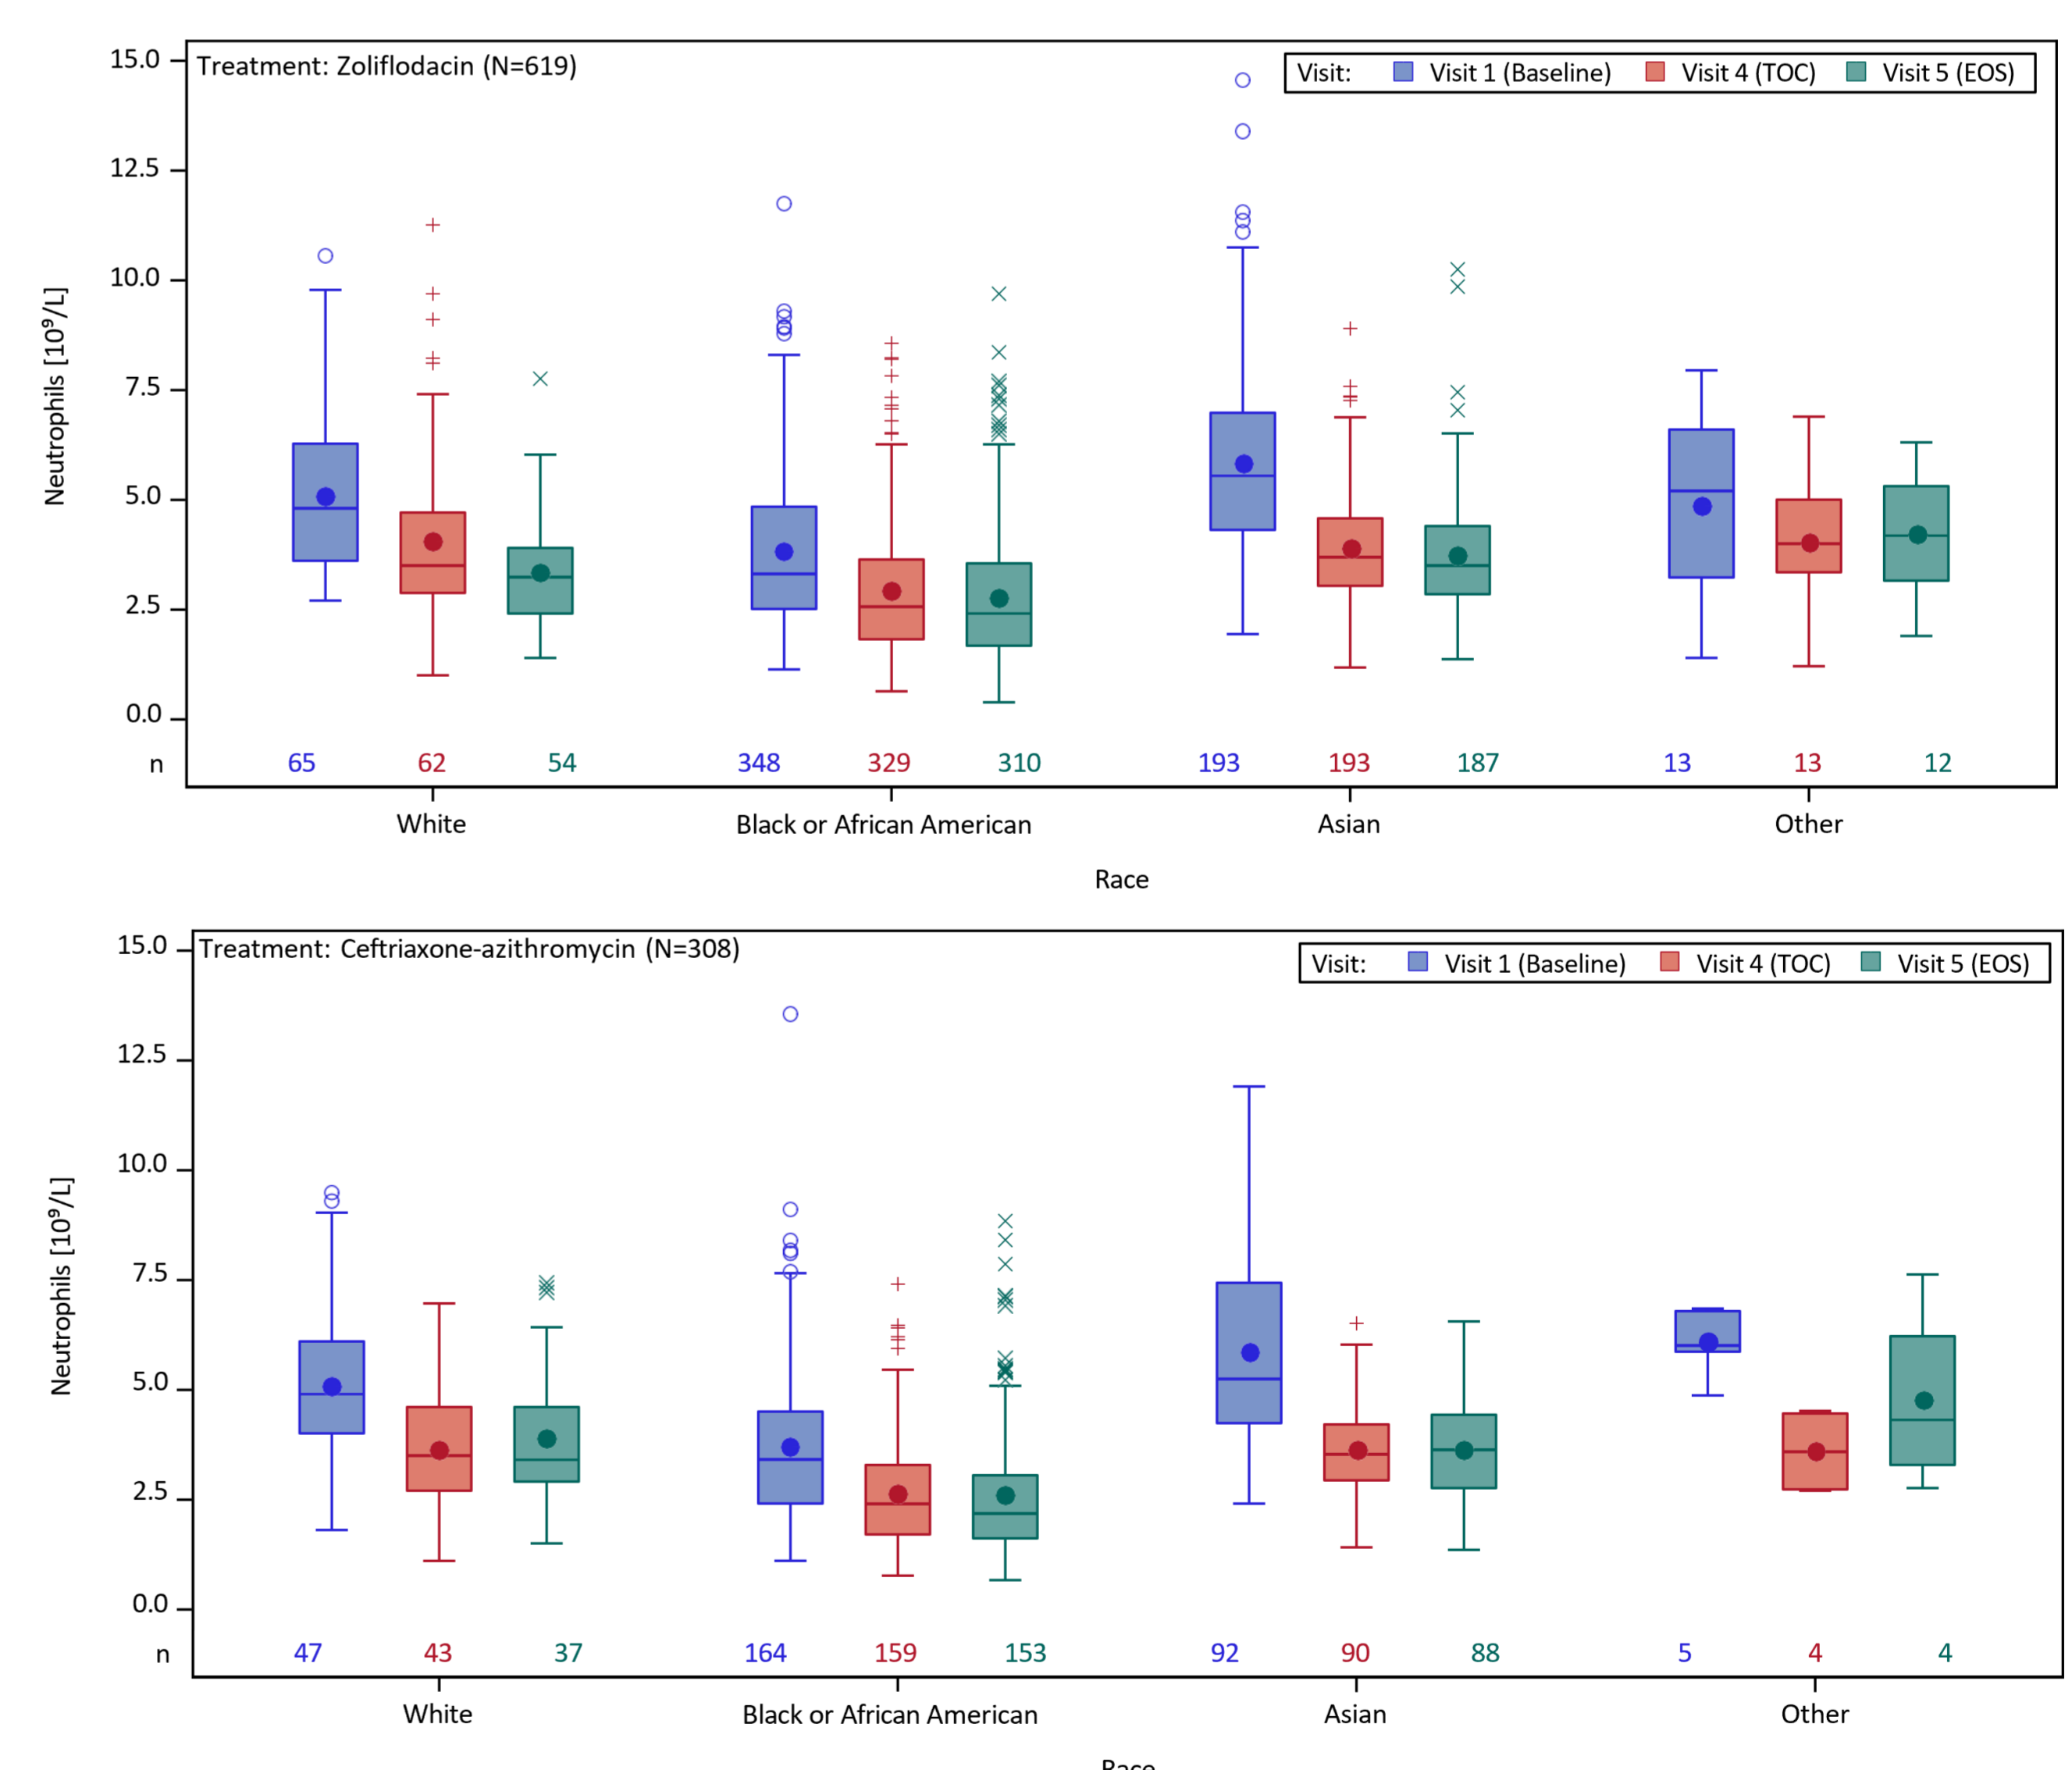 15.0
Treatment: Zoliflodacin (N=619)
Visit: Visit 1 (Baseline) Visit 4 (TOC) Visit 5 (EOS)
12.5
10.0
7.5
5.0
2.5
0.0
Neutrophils [10⁹/L]
n 65 62 54 348 329 310 193 193 187 13 13 12
White Black or African American Asian Other
Race
15.0
Treatment: Ceftriaxone-azithromycin (N=308)
Visit: Visit 1 (Baseline) Visit 4 (TOC) Visit 5 (EOS)
12.5
10.0
7.5
5.0
2.5
0.0
Neutrophils [10⁹/L]
n 47 43 37 164 159 153 92 90 88 5 4 4
White Black or African American Asian Other
Race